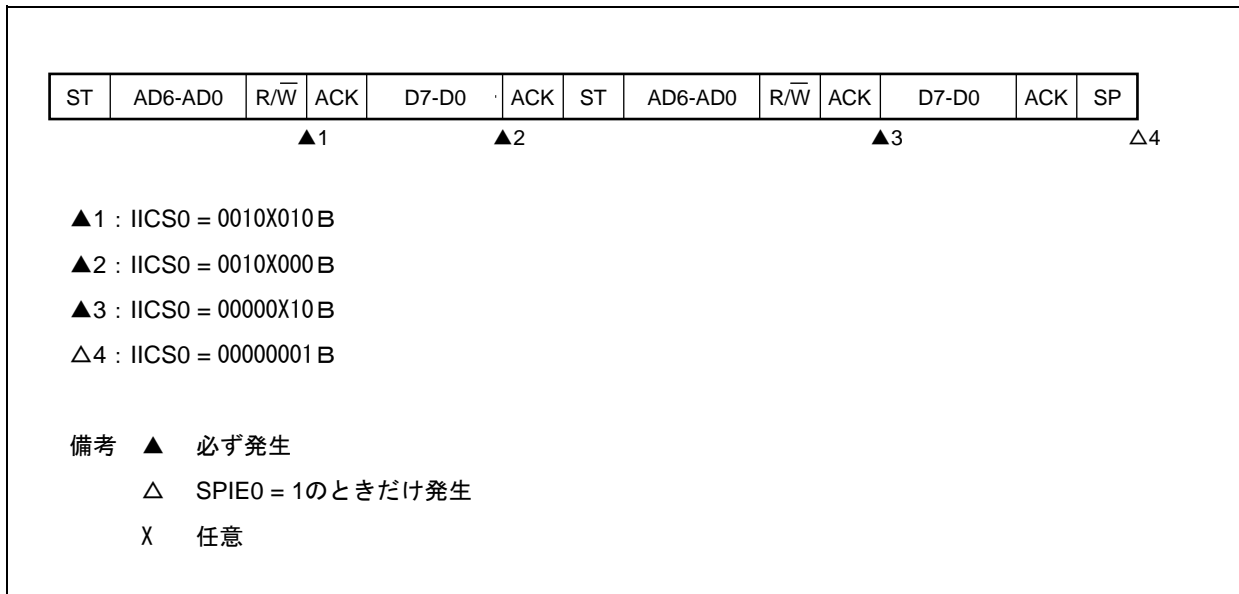 ST AD6-AD0 R/W̅ ACK D7-D0 ACK ST AD6-AD0 R/W̅ ACK D7-D0 ACK SP
▲1 ▲2 ▲3 △4
▲1：IICS0 = 0010X010B
▲2：IICS0 = 0010X000B
▲3：IICS0 = 00000X10B
△4：IICS0 = 00000001B
備考 ▲ 必ず発生
△ SPIE0 = 1のときだけ発生
X 任意